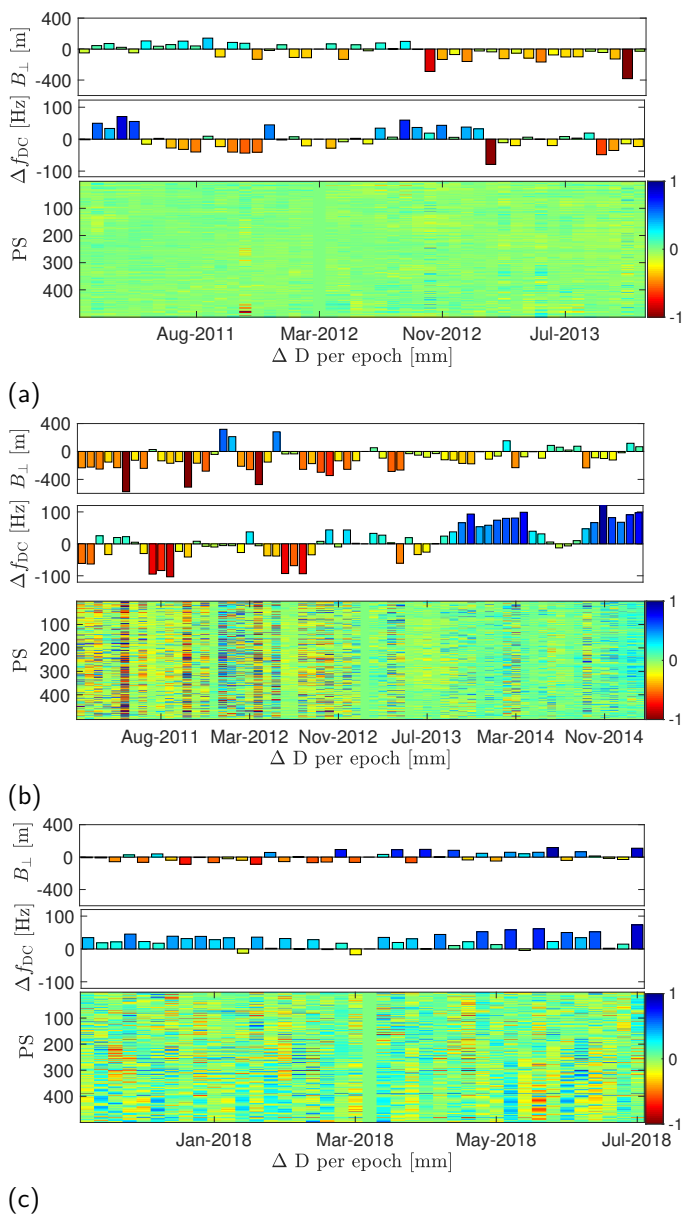 400
0
-400
B⊥ [m]
100
0
-100
Δ fDC [Hz]
100
200
300
400
PS
1
0
-1
Aug-2011 Mar-2012 Nov-2012 Jul-2013
Δ D per epoch [mm]
(a)
400
0
-400
B⊥ [m]
100
0
-100
Δ fDC [Hz]
100
200
300
400
PS
1
0
-1
Aug-2011 Mar-2012 Nov-2012 Jul-2013 Mar-2014 Nov-2014
Δ D per epoch [mm]
(b)
400
0
-400
B⊥ [m]
100
0
-100
Δ fDC [Hz]
100
200
300
400
PS
1
0
-1
Jan-2018 Mar-2018 May-2018 Jul-2018
Δ D per epoch [mm]
(c)